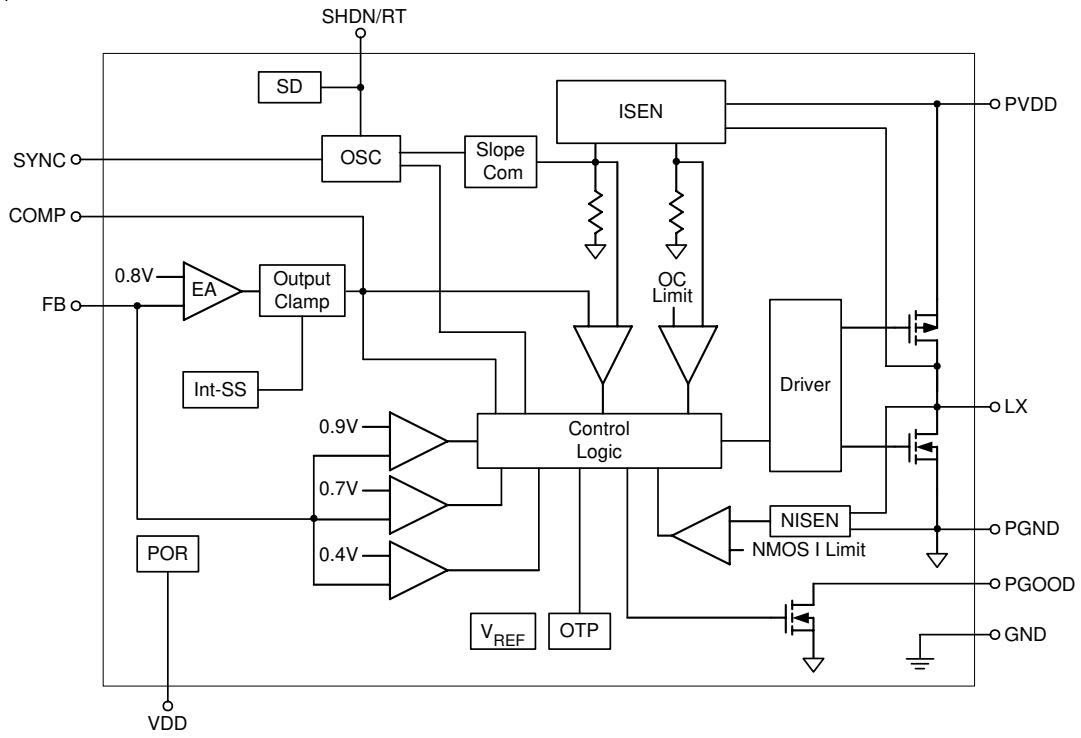 SHDN/RT
SD
ISEN
PVDD
SYNC
OSC
Slope
Com
COMP
0.8V
EA
Output
Clamp
OC
Limit
FB
Int-SS
Driver
LX
0.9V
Control
Logic
0.7V
NISEN
PGND
NMOS I Limit
POR
0.4V
PGOOD
VREF
OTP
GND
VDD